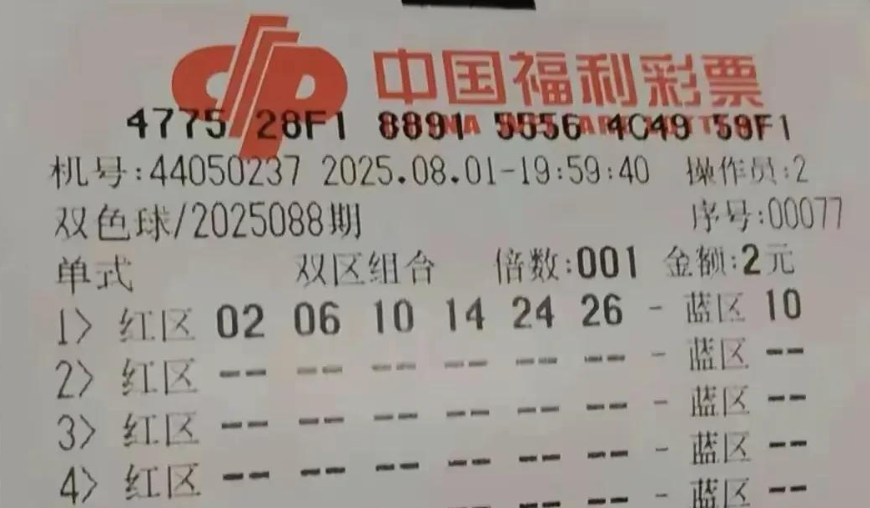 中国福利彩票
4775 28F1 8891 5556 4C49 59F1
机号:44050237 2025.08.01-19:59:40 操作员:2
双色球/2025088期 序号:00077
单式 双区组合 倍数:001 金额:2元
1> 红区 02 06 10 14 24 26 - 蓝区 10
2> 红区 -- -- -- -- -- -- - 蓝区 --
3> 红区 -- -- -- -- -- -- - 蓝区 --
4> 红区 -- -- -- -- -- -- - 蓝区 --
-- -- - 蓝区 --